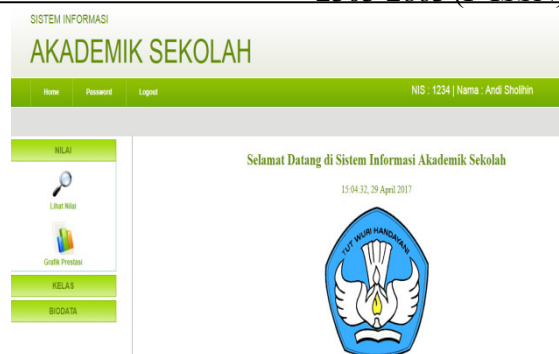 SISTEM INFORMASI
AKADEMIK SEKOLAH
Home Password Logout NIS : 1234 | Nama : Andi Sholihin
NILAI
Lihat Nilai
Grafik Prestasi
KELAS
BIODATA
Selamat Datang di Sistem Informasi Akademik Sekolah
15:04:32, 29 April 2017
TUT WURI HANDAYANI